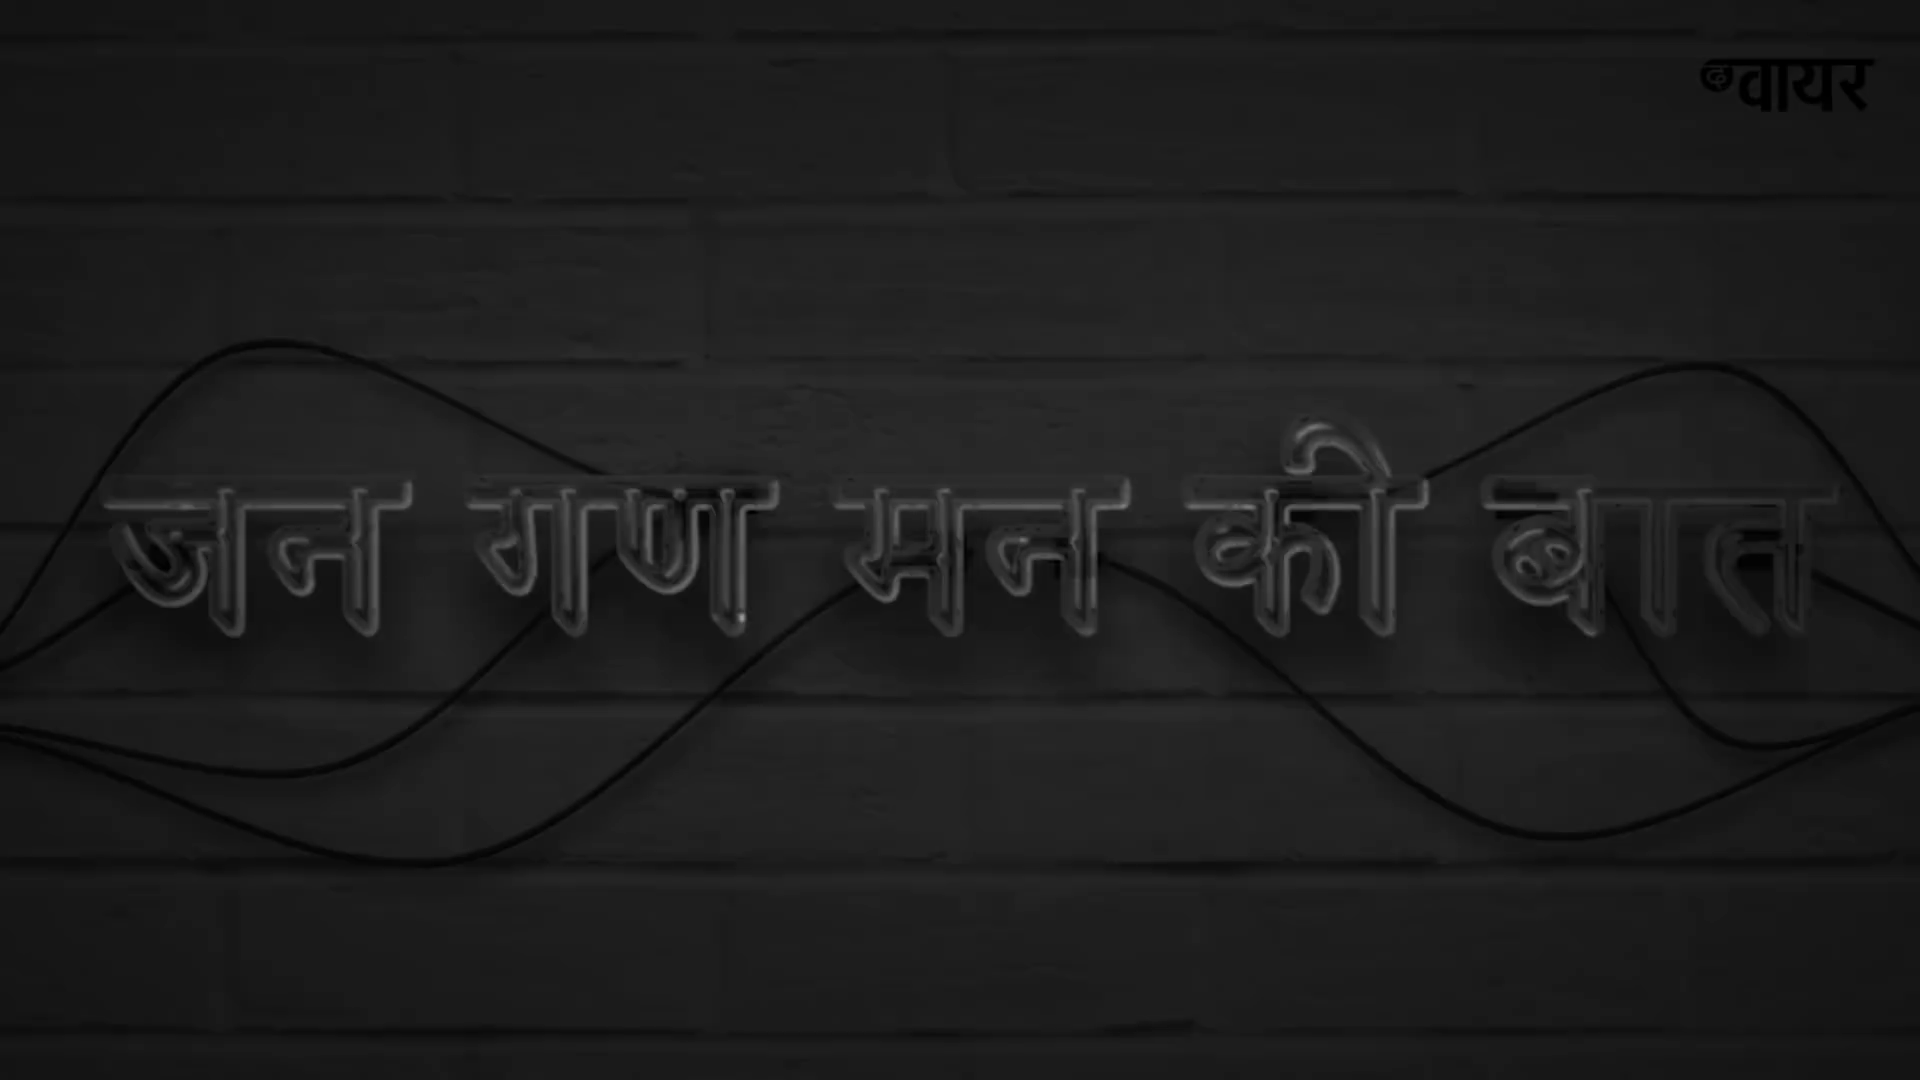 द वायर
जन गण मन की बात